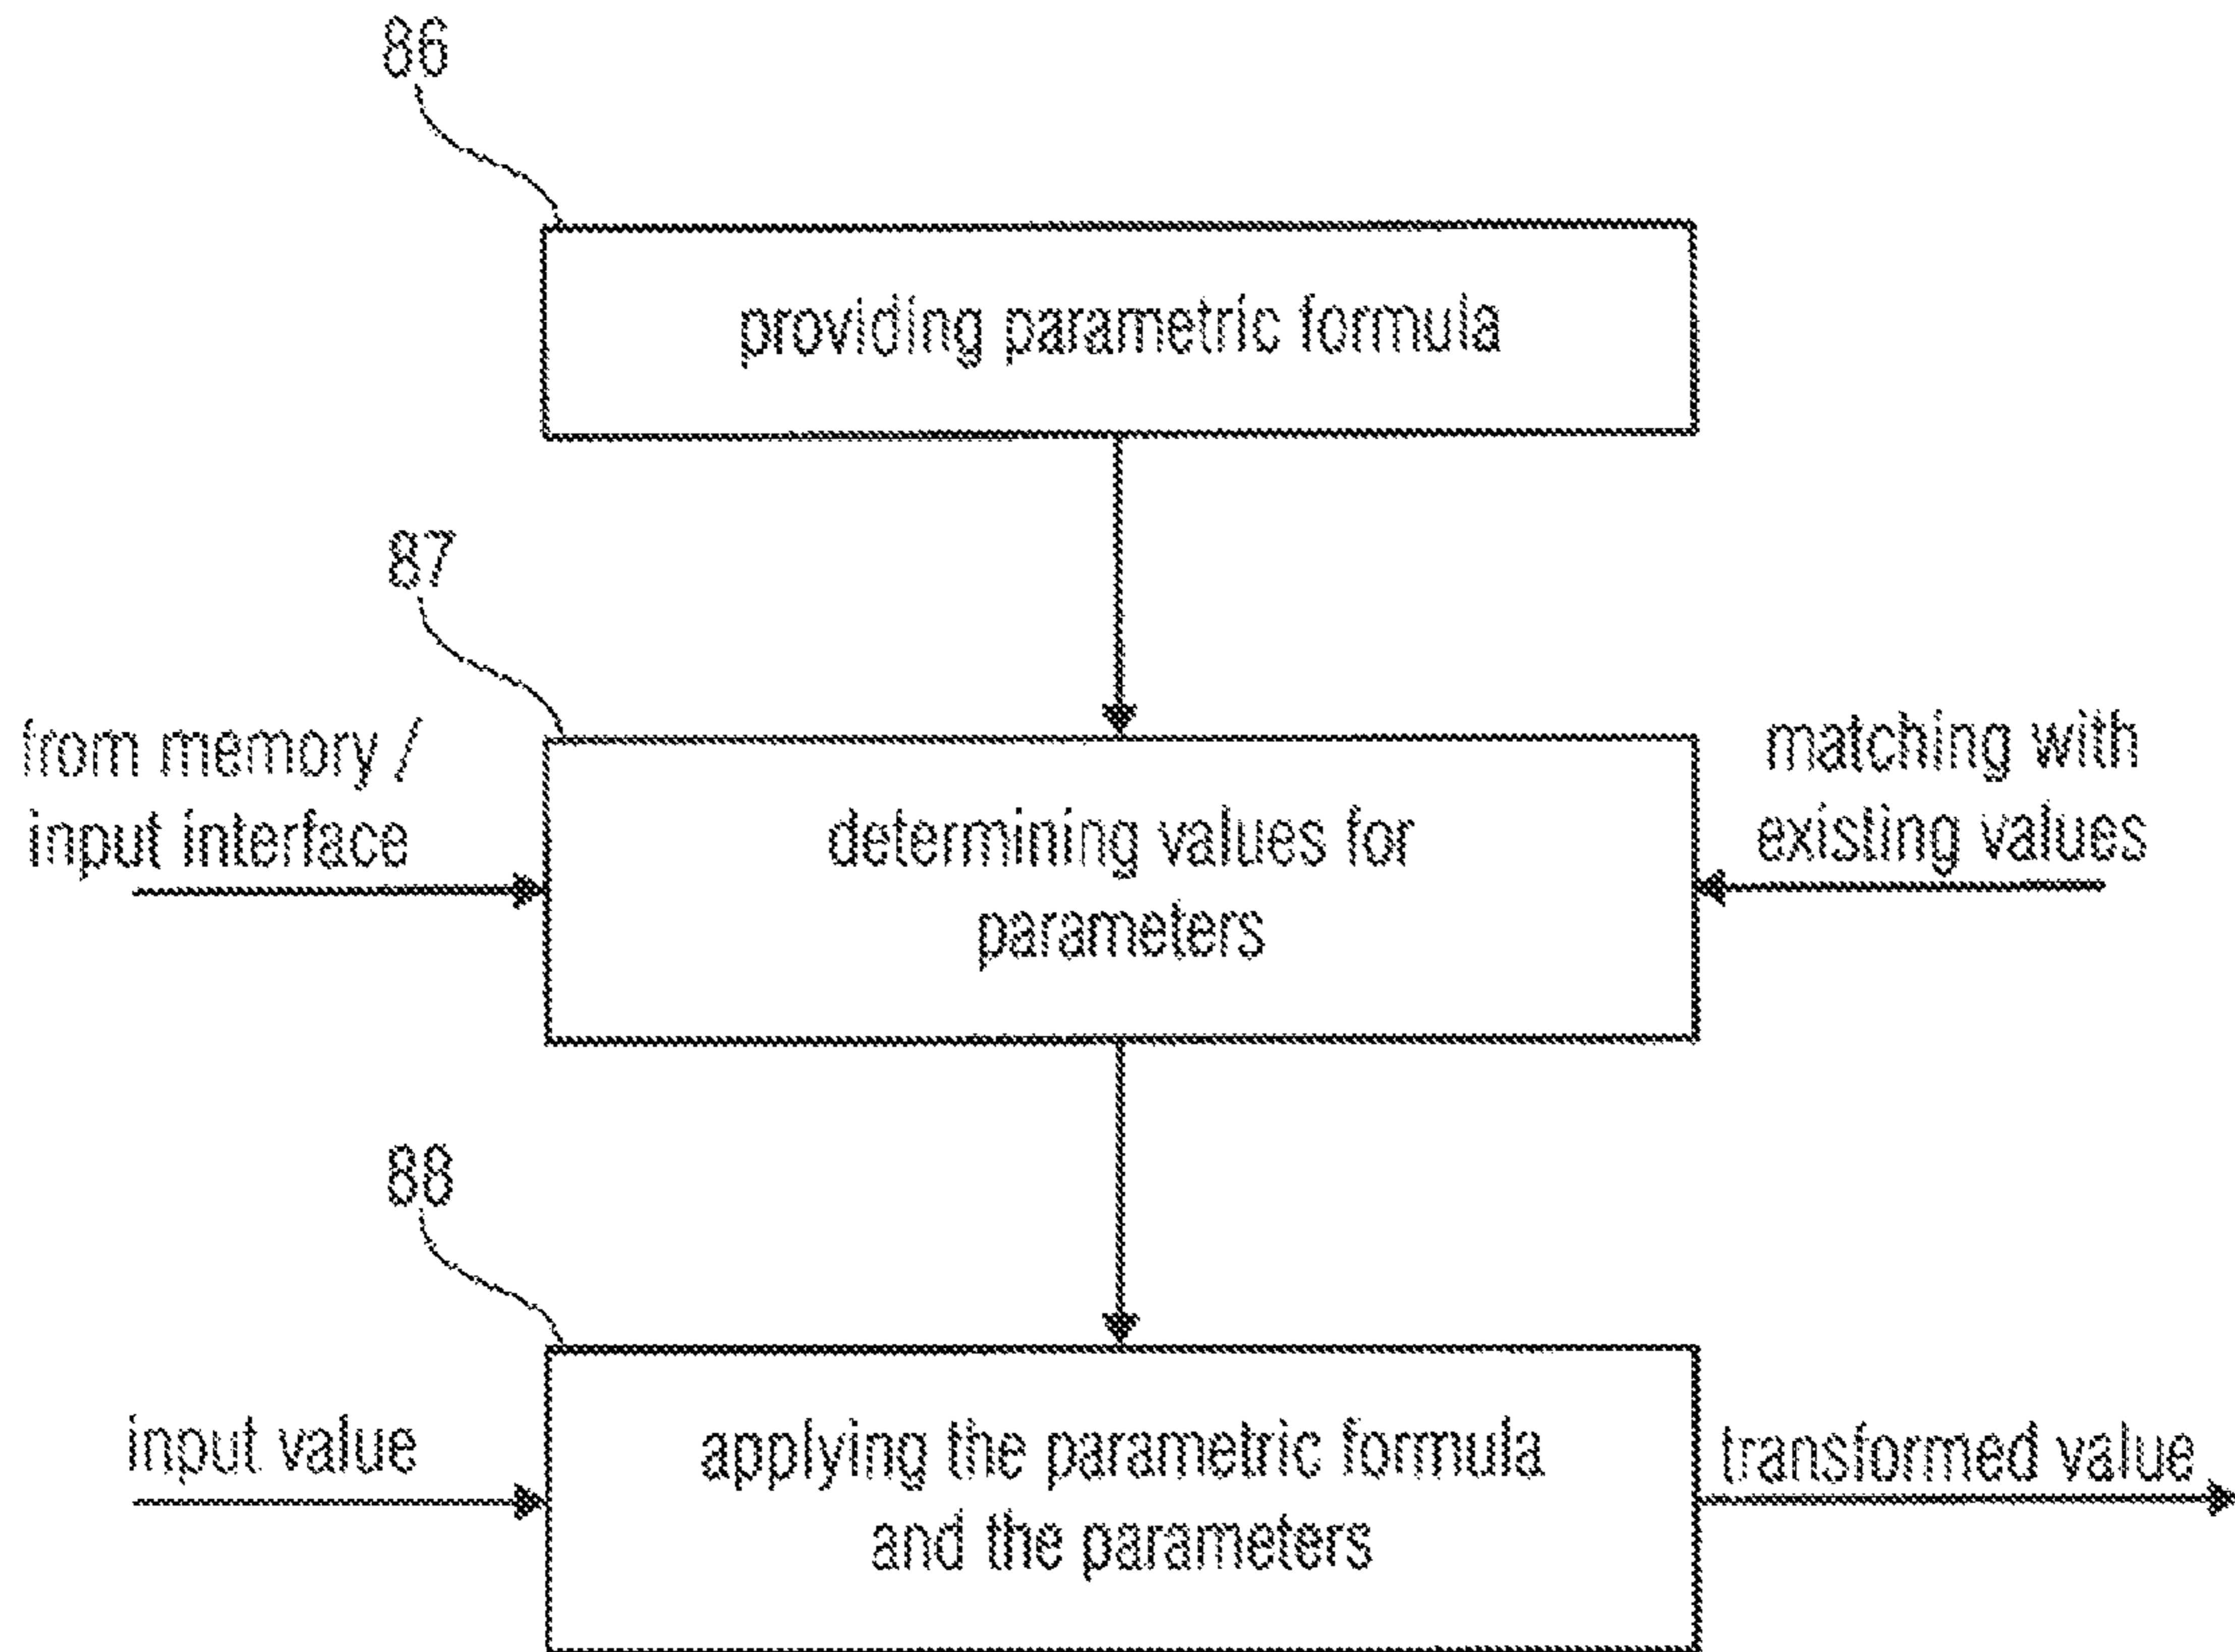 86
providing parametric formula
87
from memory /
input interface
determining values for
parameters
matching with
existing values
88
input value
applying the parametric formula
and the parameters
transformed value